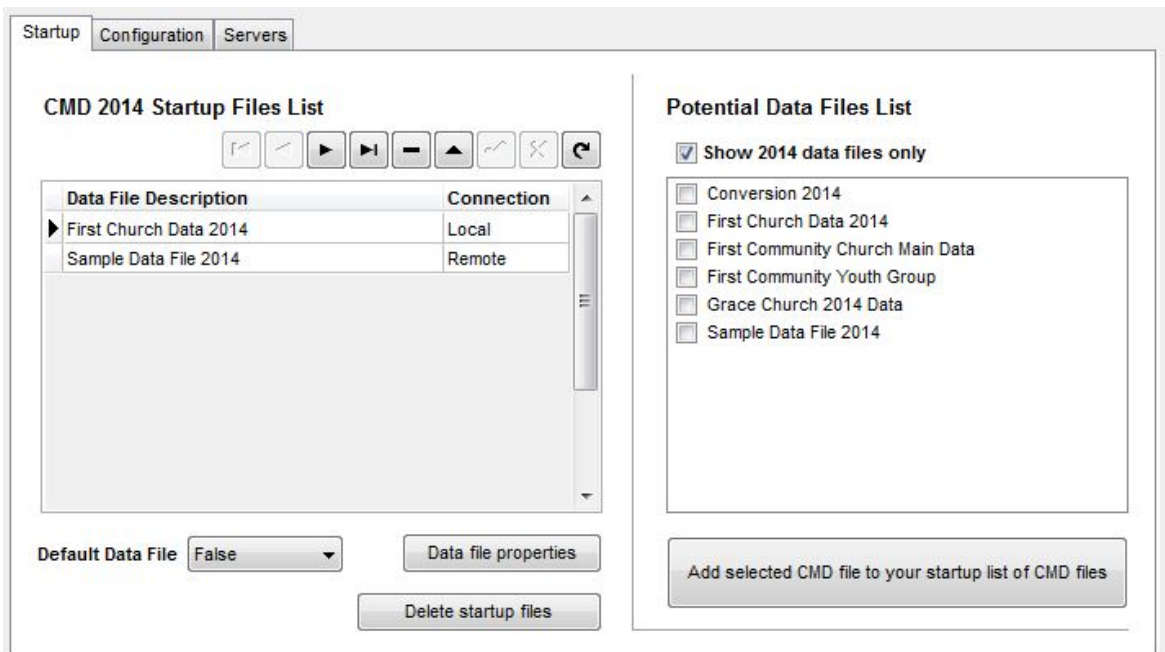 Startup Configuration Servers
CMD 2014 Startup Files List
Data File Description Connection
First Church Data 2014 Local
Sample Data File 2014 Remote
Default Data File False
Data file properties
Delete startup files
Potential Data Files List
Show 2014 data files only
Conversion 2014
First Church Data 2014
First Community Church Main Data
First Community Youth Group
Grace Church 2014 Data
Sample Data File 2014
Add selected CMD file to your startup list of CMD files